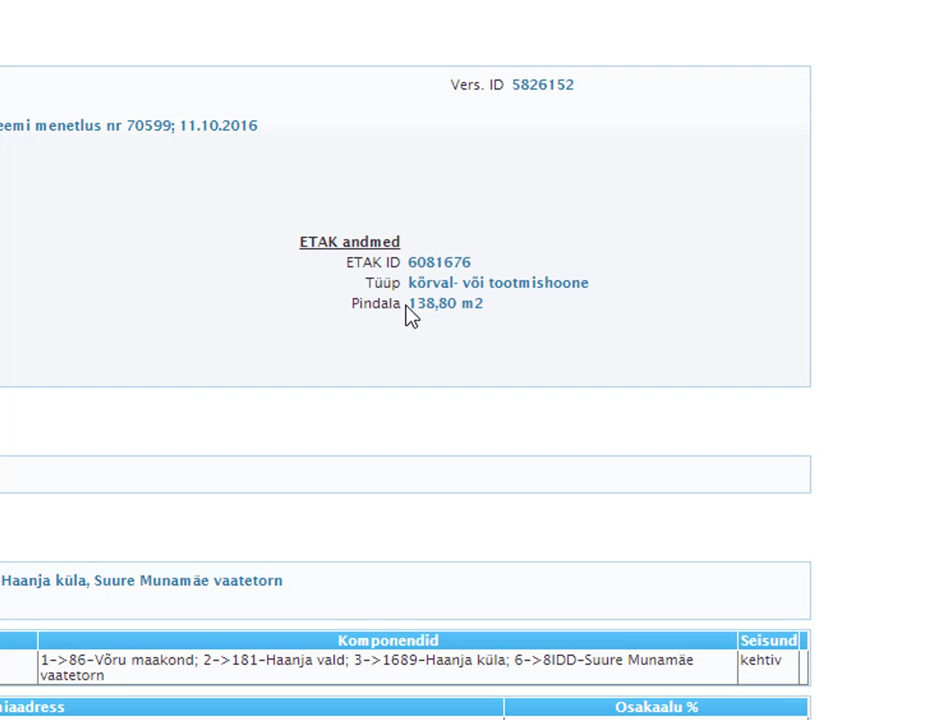 Vers. ID 5826152
menetlus nr 70599; 11.10.2016
ETAK andmed
ETAK ID 6081676
Tüüp kõrval- või tootmishoone
Pindala 138,80 m2
Haanja küla, Suure Munamäe vaatetorn
Komponendid Seisund
1->86-Võru maakond; 2->181-Haanja vald; 3->1689-Haanja küla; 6->8IDD-Suure Munamäe kehtiv
vaatetorn
Osakaalu %